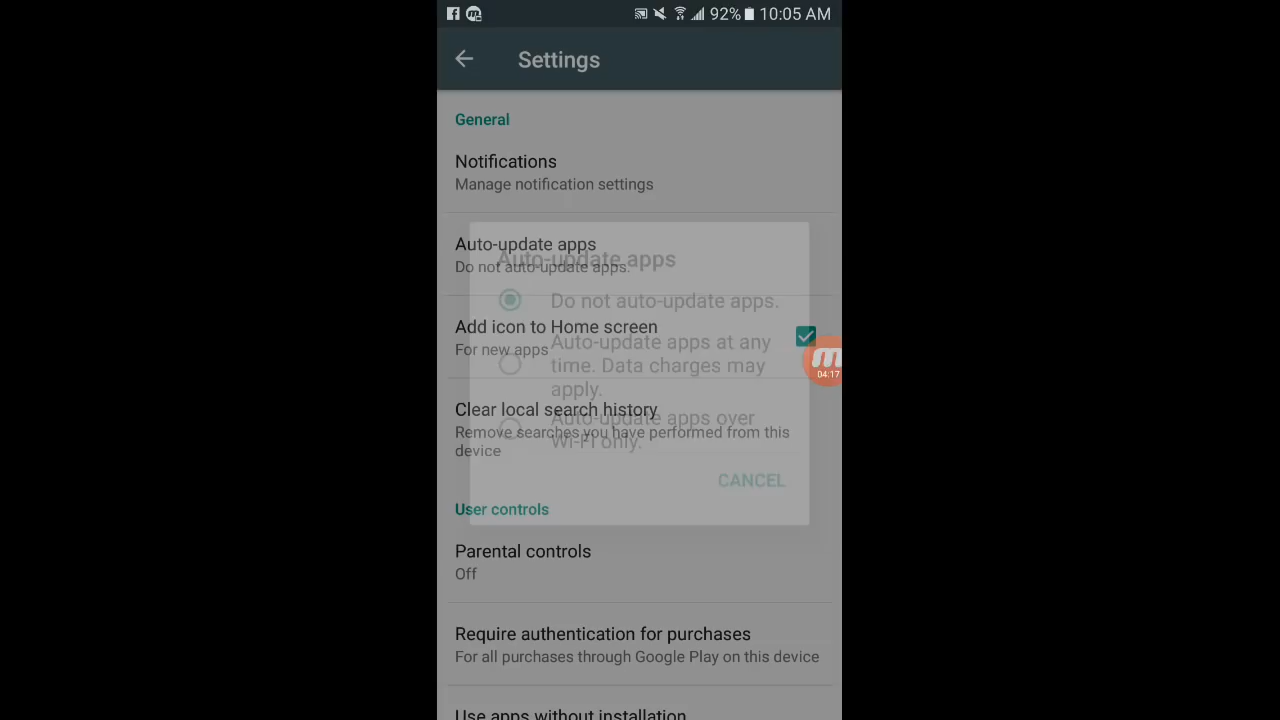 92% 10:05 AM
Settings
General
Notifications
Manage notification settings
Auto-update apps
Do not auto-update apps.
Add icon to Home screen
For new apps
Clear local search history
Remove searches you have performed from this
device
Auto-update apps
Do not auto-update apps.
Auto-update apps at any
time. Data charges may
apply.
Auto-update apps over
Wi-Fi only.
CANCEL
04:17
User controls
Parental controls
Off
Require authentication for purchases
For all purchases through Google Play on this device
Use apps without installation